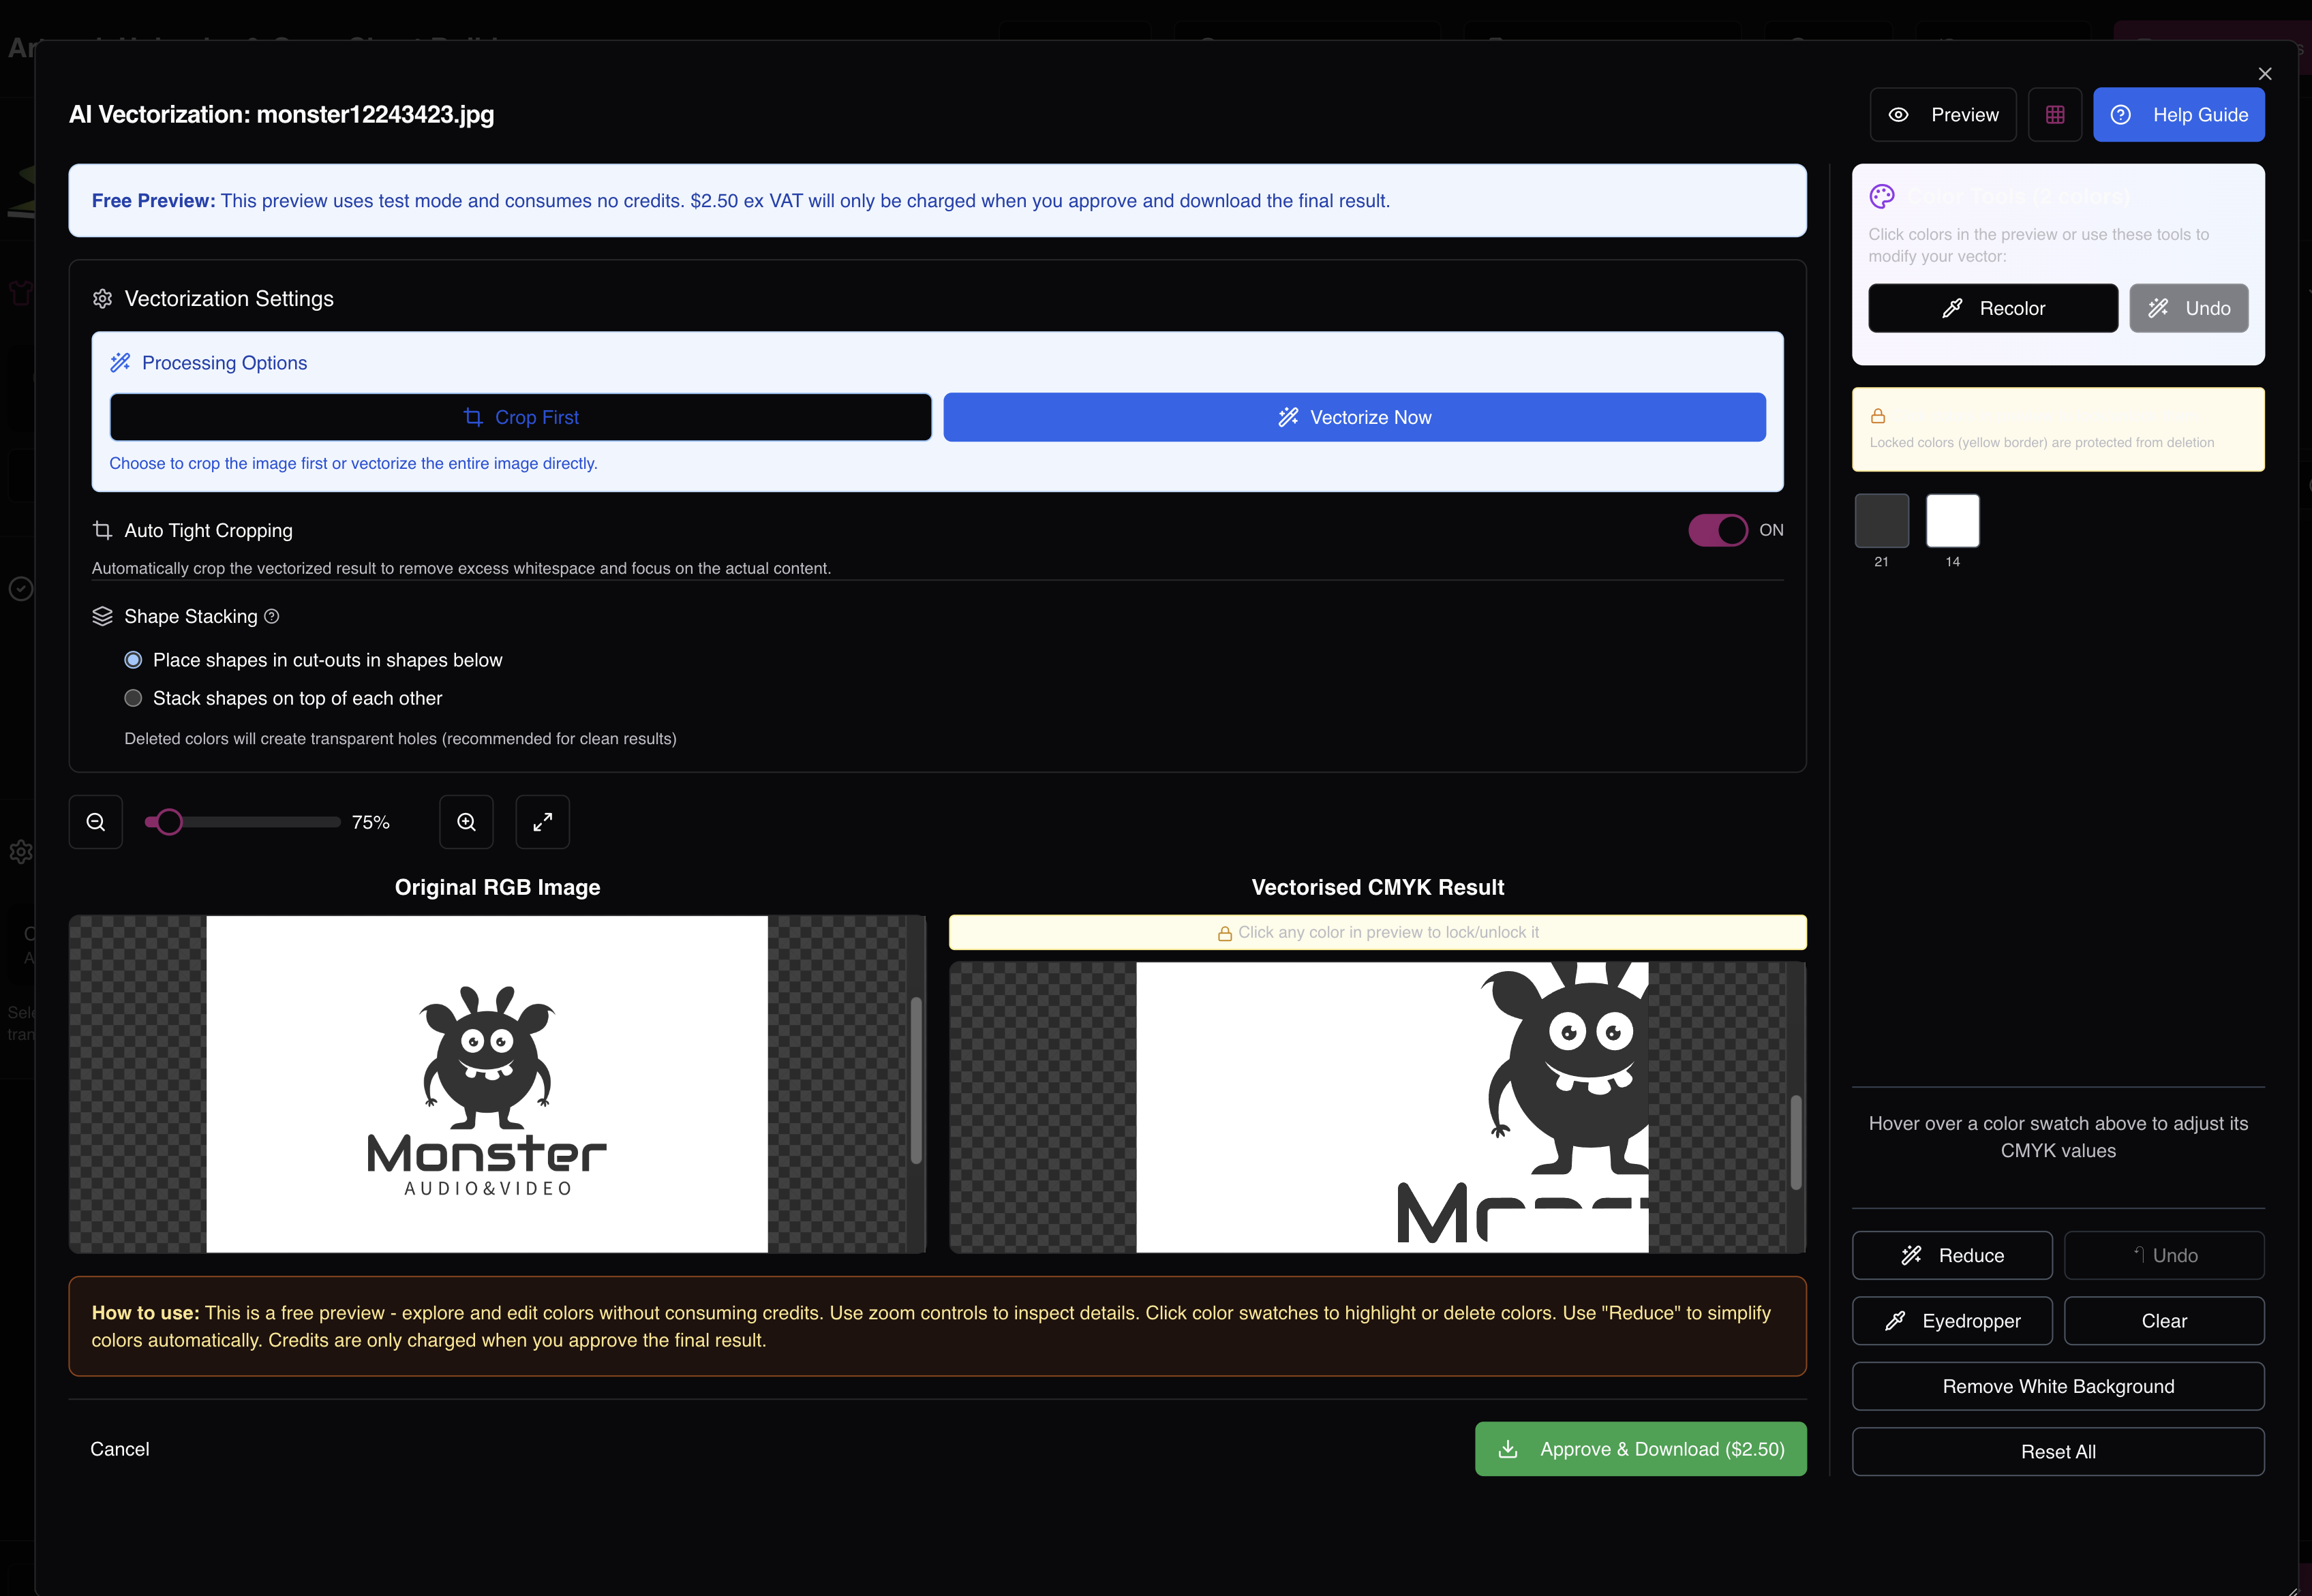 AI Vectorization: monster12243423.jpg
Preview
Help Guide
Free Preview: This preview uses test mode and consumes no credits. $2.50 ex VAT will only be charged when you approve and download the final result.
Vectorization Settings
Processing Options
Crop First
Vectorize Now
Choose to crop the image first or vectorize the entire image directly.
Auto Tight Cropping
ON
Automatically crop the vectorized result to remove excess whitespace and focus on the actual content.
Shape Stacking
Place shapes in cut-outs in shapes below
Stack shapes on top of each other
Deleted colors will create transparent holes (recommended for clean results)
75%
Original RGB Image
Monster
AUDIO&VIDEO
Vectorised CMYK Result
Click any color in preview to lock/unlock it
How to use: This is a free preview - explore and edit colors without consuming credits. Use zoom controls to inspect details. Click color swatches to highlight or delete colors. Use "Reduce" to simplify
colors automatically. Credits are only charged when you approve the final result.
Cancel
Approve & Download ($2.50)
Color Tools (2 colors)
Click colors in the preview or use these tools to
modify your vector:
Recolor
Undo
Locked colors (yellow border) are protected from deletion
21
14
Hover over a color swatch above to adjust its
CMYK values
Reduce
Undo
Eyedropper
Clear
Remove White Background
Reset All